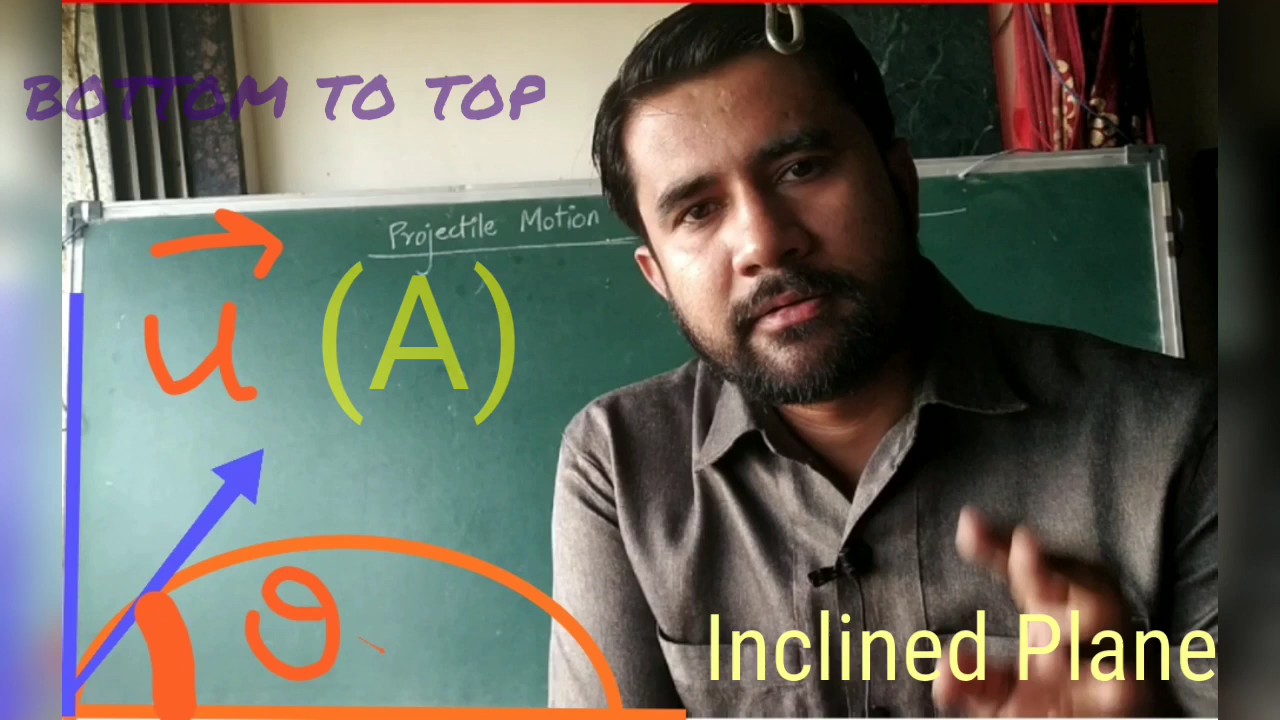 BOTTOM TO TOP
Projectile Motion
u (A)
θ
Inclined Plane